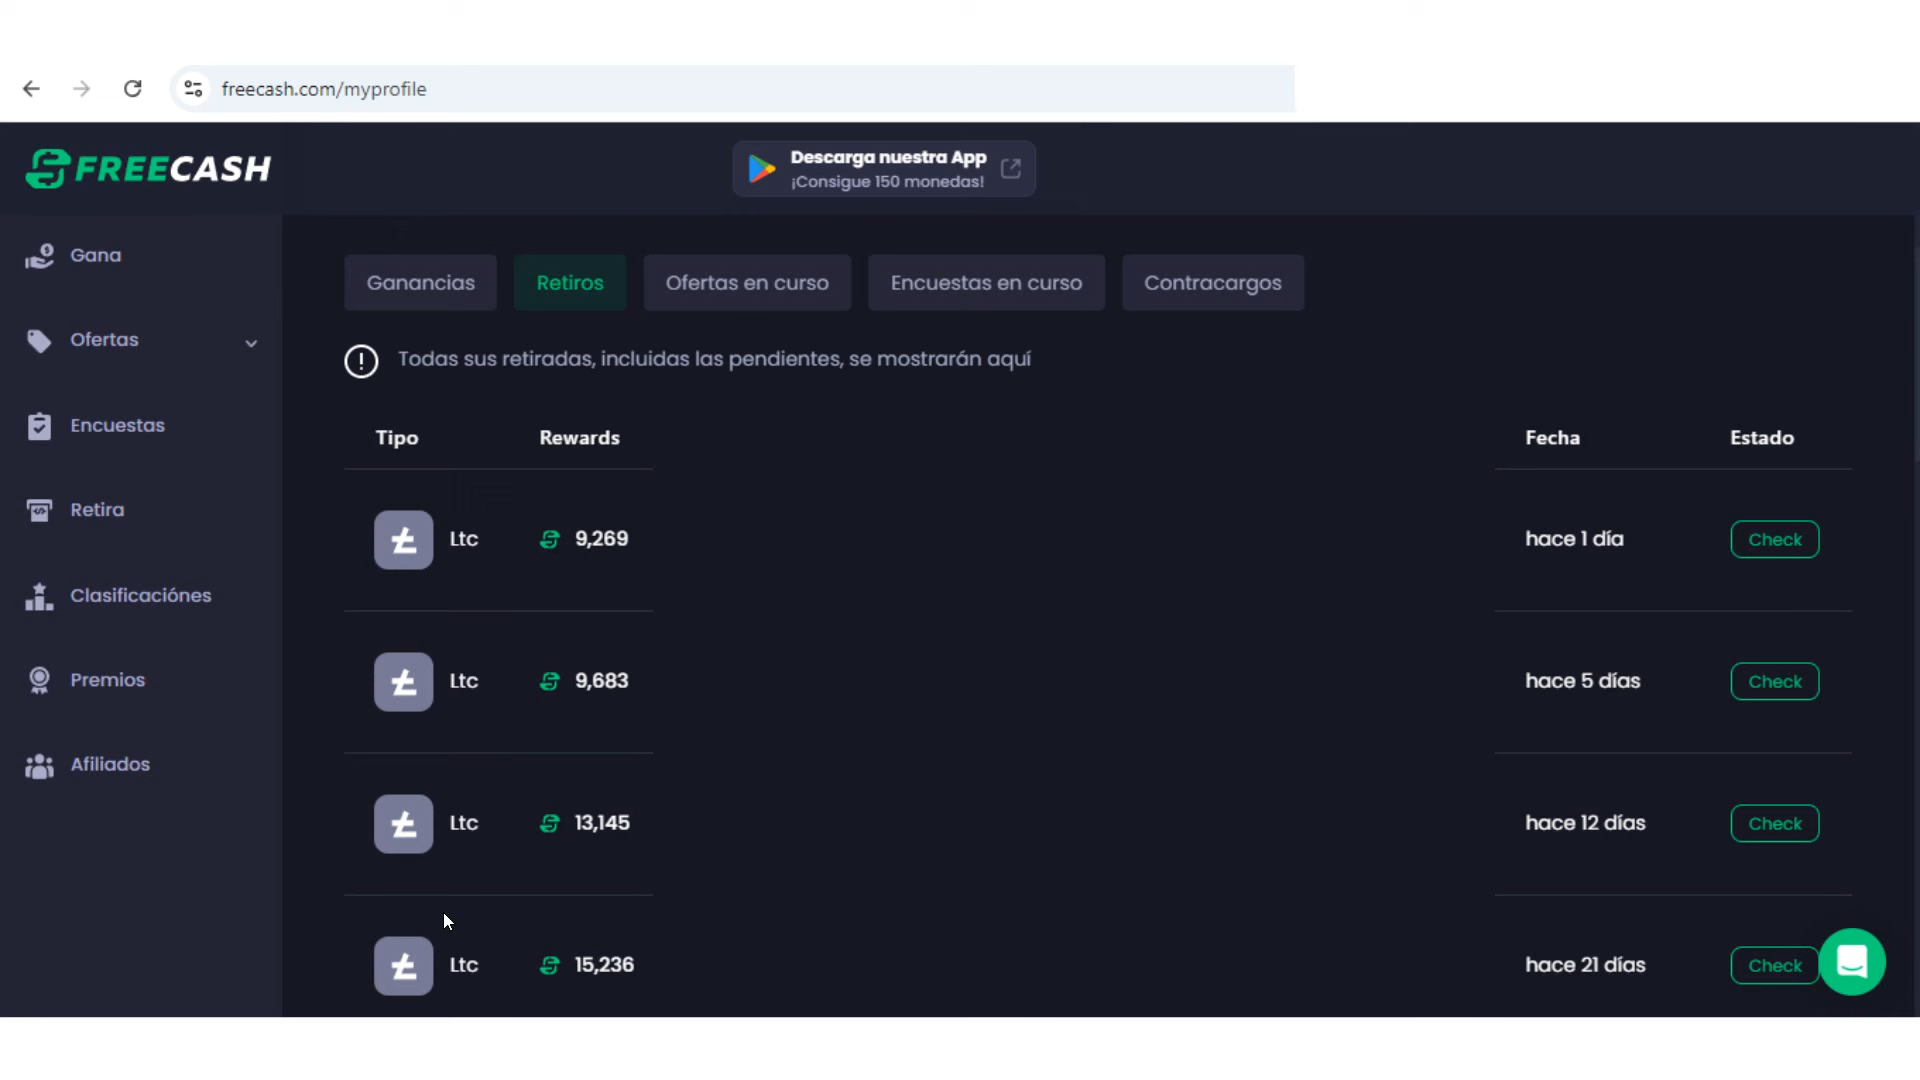 freecash.com/myprofile
FREECASH
Descarga nuestra App
¡Consigue 150 monedas!
Gana
Ofertas
Encuestas
Retira
Clasificaciónes
Premios
Afiliados
Ganancias Retiros Ofertas en curso Encuestas en curso Contracargos
Todas sus retiradas, incluidas las pendientes, se mostrarán aquí
Tipo Rewards Fecha Estado
Ltc 9,269 hace 1 día Check
Ltc 9,683 hace 5 días Check
Ltc 13,145 hace 12 días Check
Ltc 15,236 hace 21 días Check